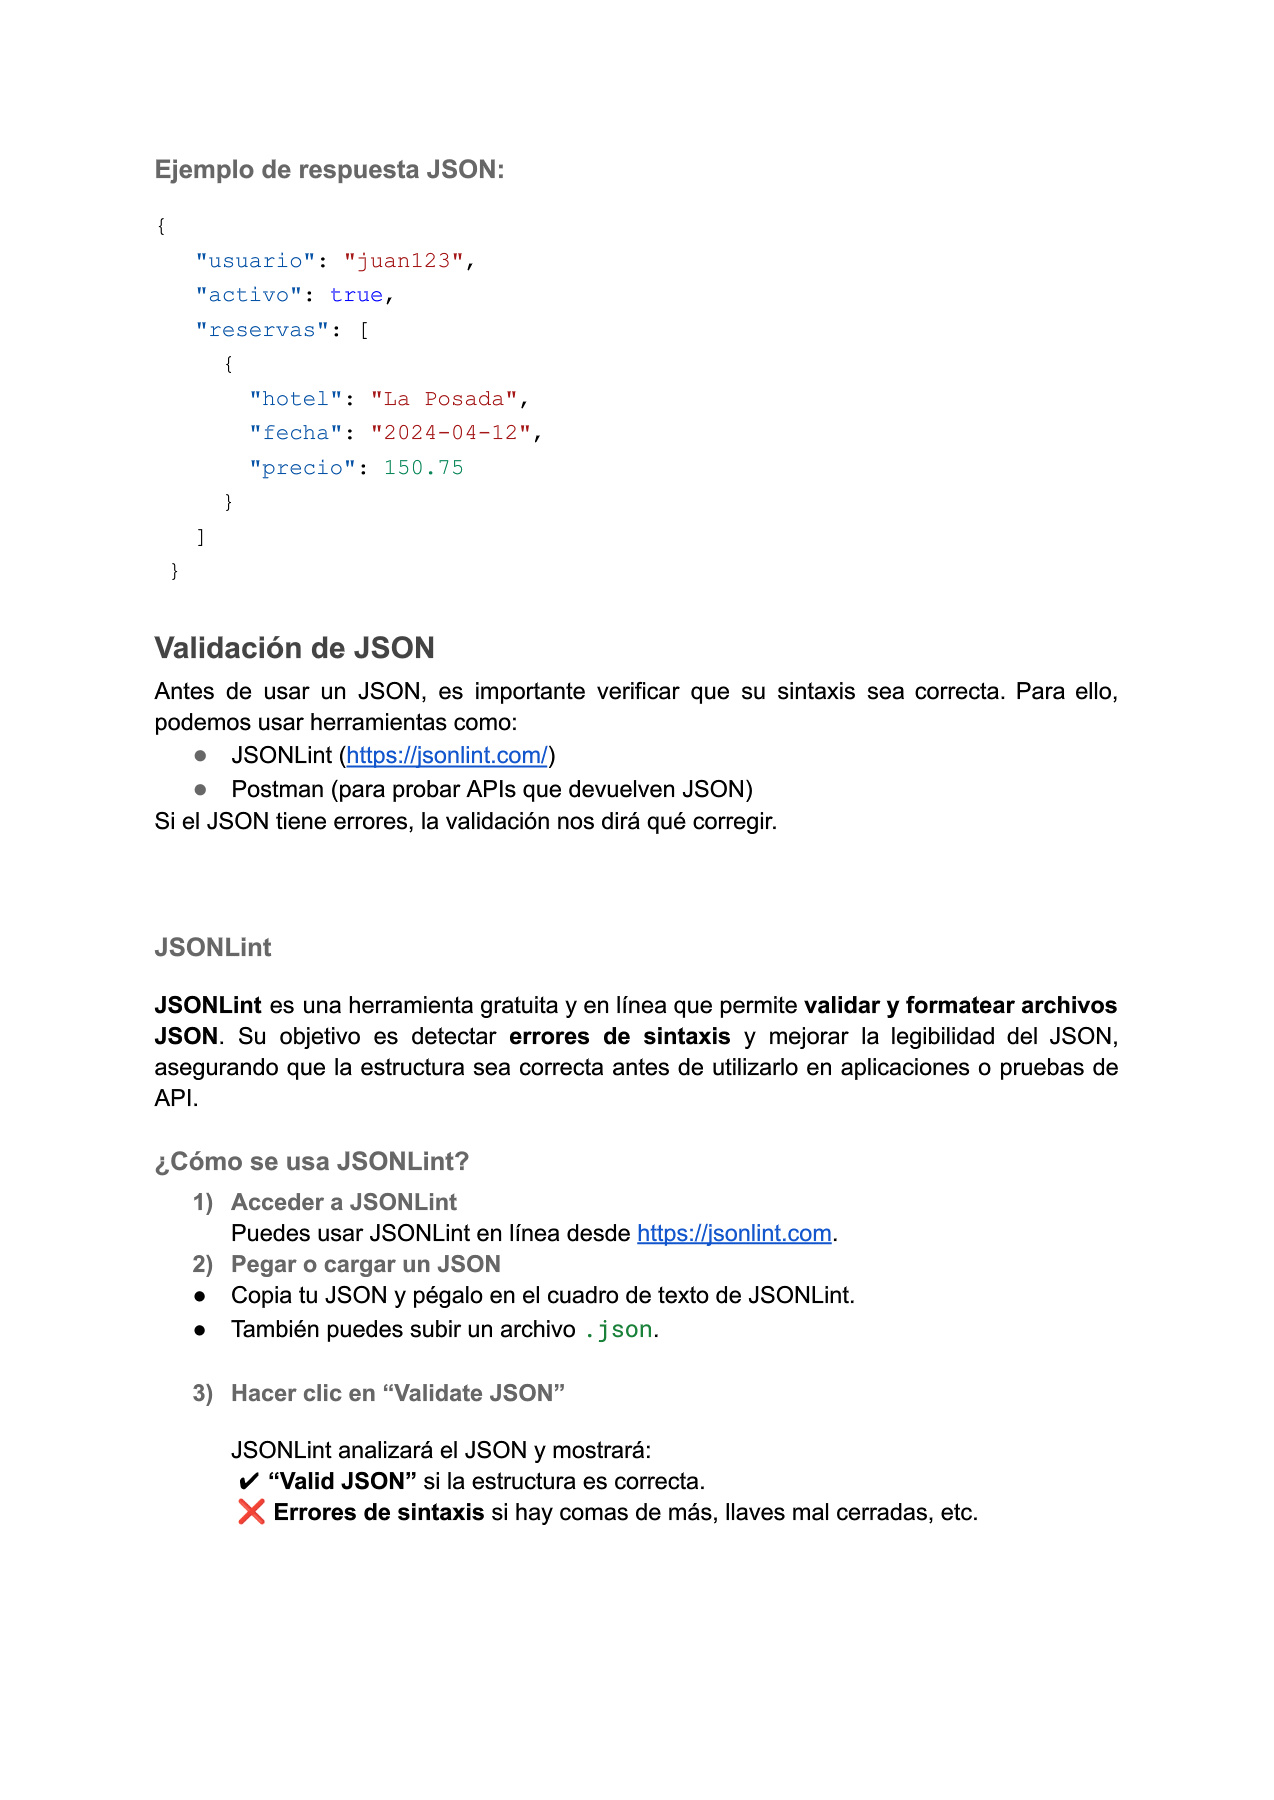 Ejemplo de respuesta JSON:
{
"usuario": "juan123",
"activo": true,
"reservas": [
{
"hotel": "La Posada",
"fecha": "2024-04-12",
"precio": 150.75
}
]
}
Validación de JSON
Antes de usar un JSON, es importante verificar que su sintaxis sea correcta. Para ello,
podemos usar herramientas como:
● JSONLint (https://jsonlint.com/)
● Postman (para probar APIs que devuelven JSON)
Si el JSON tiene errores, la validación nos dirá qué corregir.
JSONLint
JSONLint es una herramienta gratuita y en línea que permite validar y formatear archivos
JSON. Su objetivo es detectar errores de sintaxis y mejorar la legibilidad del JSON,
asegurando que la estructura sea correcta antes de utilizarlo en aplicaciones o pruebas de
API.
¿Cómo se usa JSONLint?
1) Acceder a JSONLint
Puedes usar JSONLint en línea desde https://jsonlint.com.
2) Pegar o cargar un JSON
● Copia tu JSON y pégalo en el cuadro de texto de JSONLint.
● También puedes subir un archivo .json.
3) Hacer clic en “Validate JSON”
JSONLint analizará el JSON y mostrará:
✔ “Valid JSON” si la estructura es correcta.
❌ Errores de sintaxis si hay comas de más, llaves mal cerradas, etc.